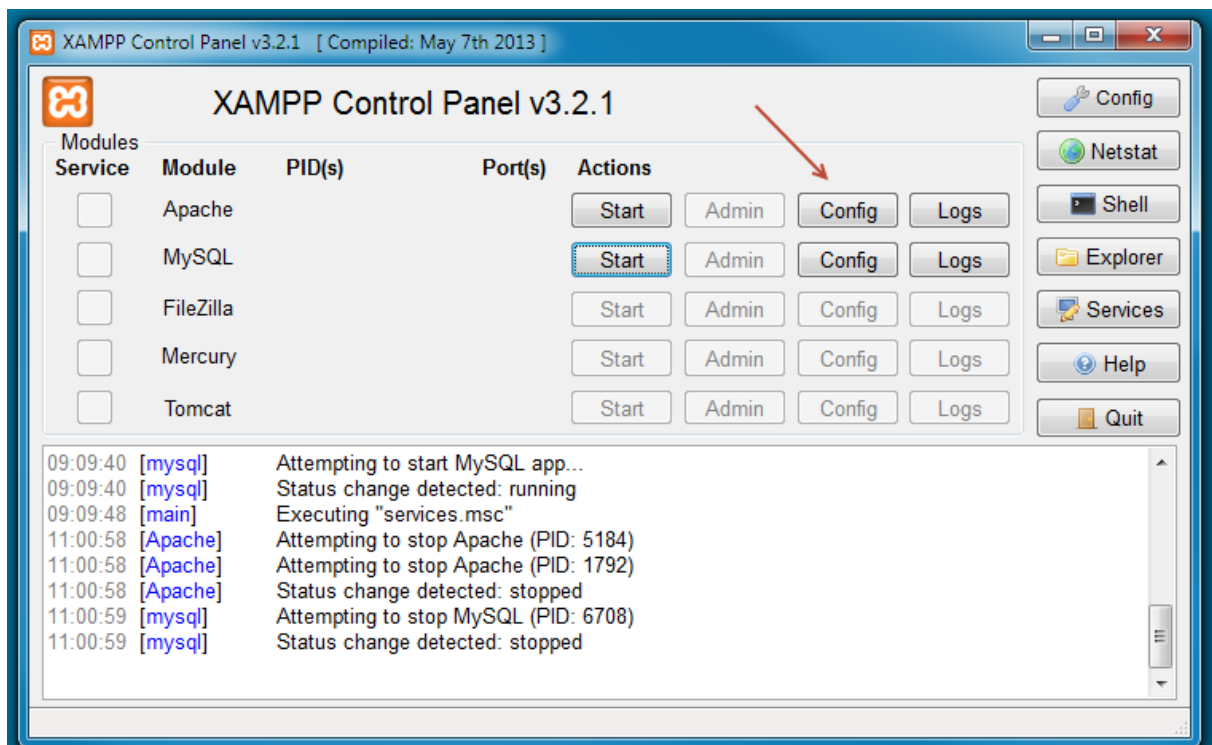 XAMPP Control Panel v3.2.1 [ Compiled: May 7th 2013 ]
XAMPP Control Panel v3.2.1
Config
Modules
Service Module PID(s) Port(s) Actions
Netstat
Apache Start Admin Config Logs
Shell
MySQL Start Admin Config Logs
Explorer
FileZilla Start Admin Config Logs
Services
Mercury Start Admin Config Logs
Help
Tomcat Start Admin Config Logs
Quit
09:09:40 [mysql] Attempting to start MySQL app...
09:09:40 [mysql] Status change detected: running
09:09:48 [main] Executing "services.msc"
11:00:58 [Apache] Attempting to stop Apache (PID: 5184)
11:00:58 [Apache] Attempting to stop Apache (PID: 1792)
11:00:58 [Apache] Status change detected: stopped
11:00:59 [mysql] Attempting to stop MySQL (PID: 6708)
11:00:59 [mysql] Status change detected: stopped